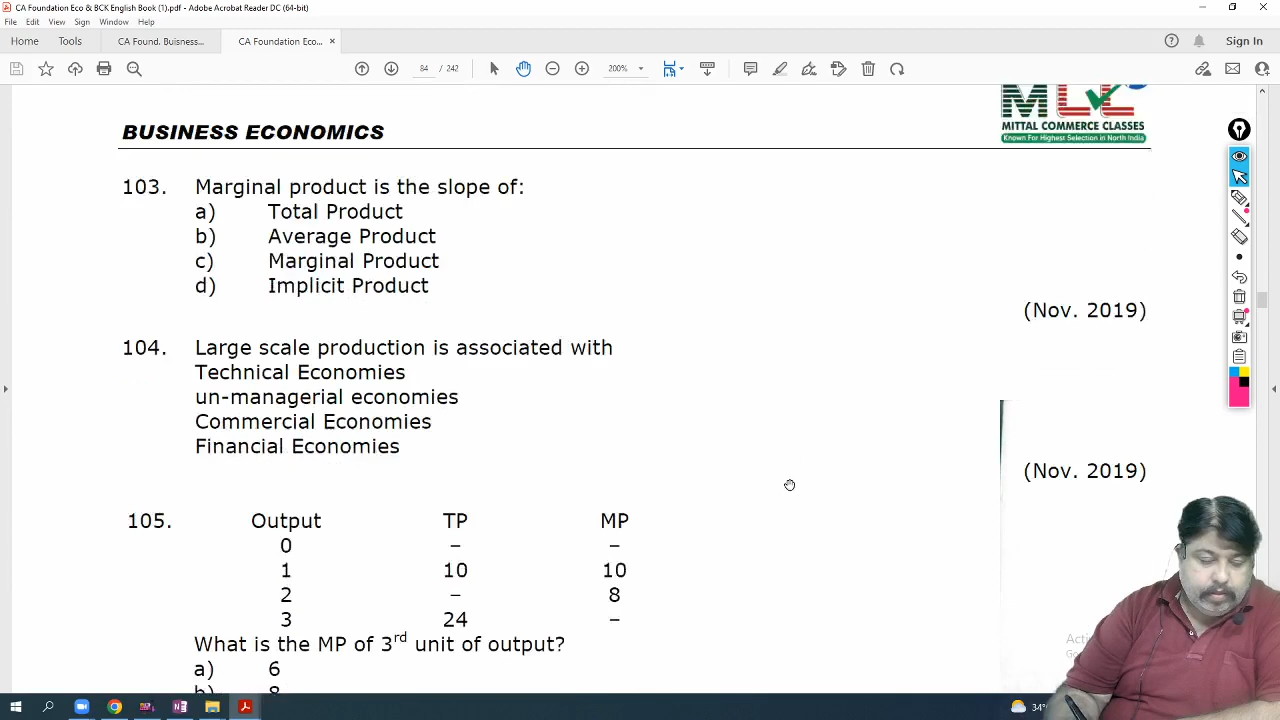 CA Foundation Eco & BCK English Book (1).pdf - Adobe Acrobat Reader DC (64-bit)
File Edit View Sign Window Help
Home Tools CA Found. Buisness... CA Foundation Eco... × Sign In
84 / 242 200%
MCC
MITTAL COMMERCE CLASSES
Known For Highest Selection in North India
BUSINESS ECONOMICS
103. Marginal product is the slope of:
a) Total Product
b) Average Product
c) Marginal Product
d) Implicit Product
(Nov. 2019)
104. Large scale production is associated with
Technical Economies
un-managerial economies
Commercial Economies
Financial Economies
(Nov. 2019)
105. Output TP MP
0 – –
1 10 10
2 – 8
3 24 –
What is the MP of 3rd unit of output?
a) 6
b) 8
34°